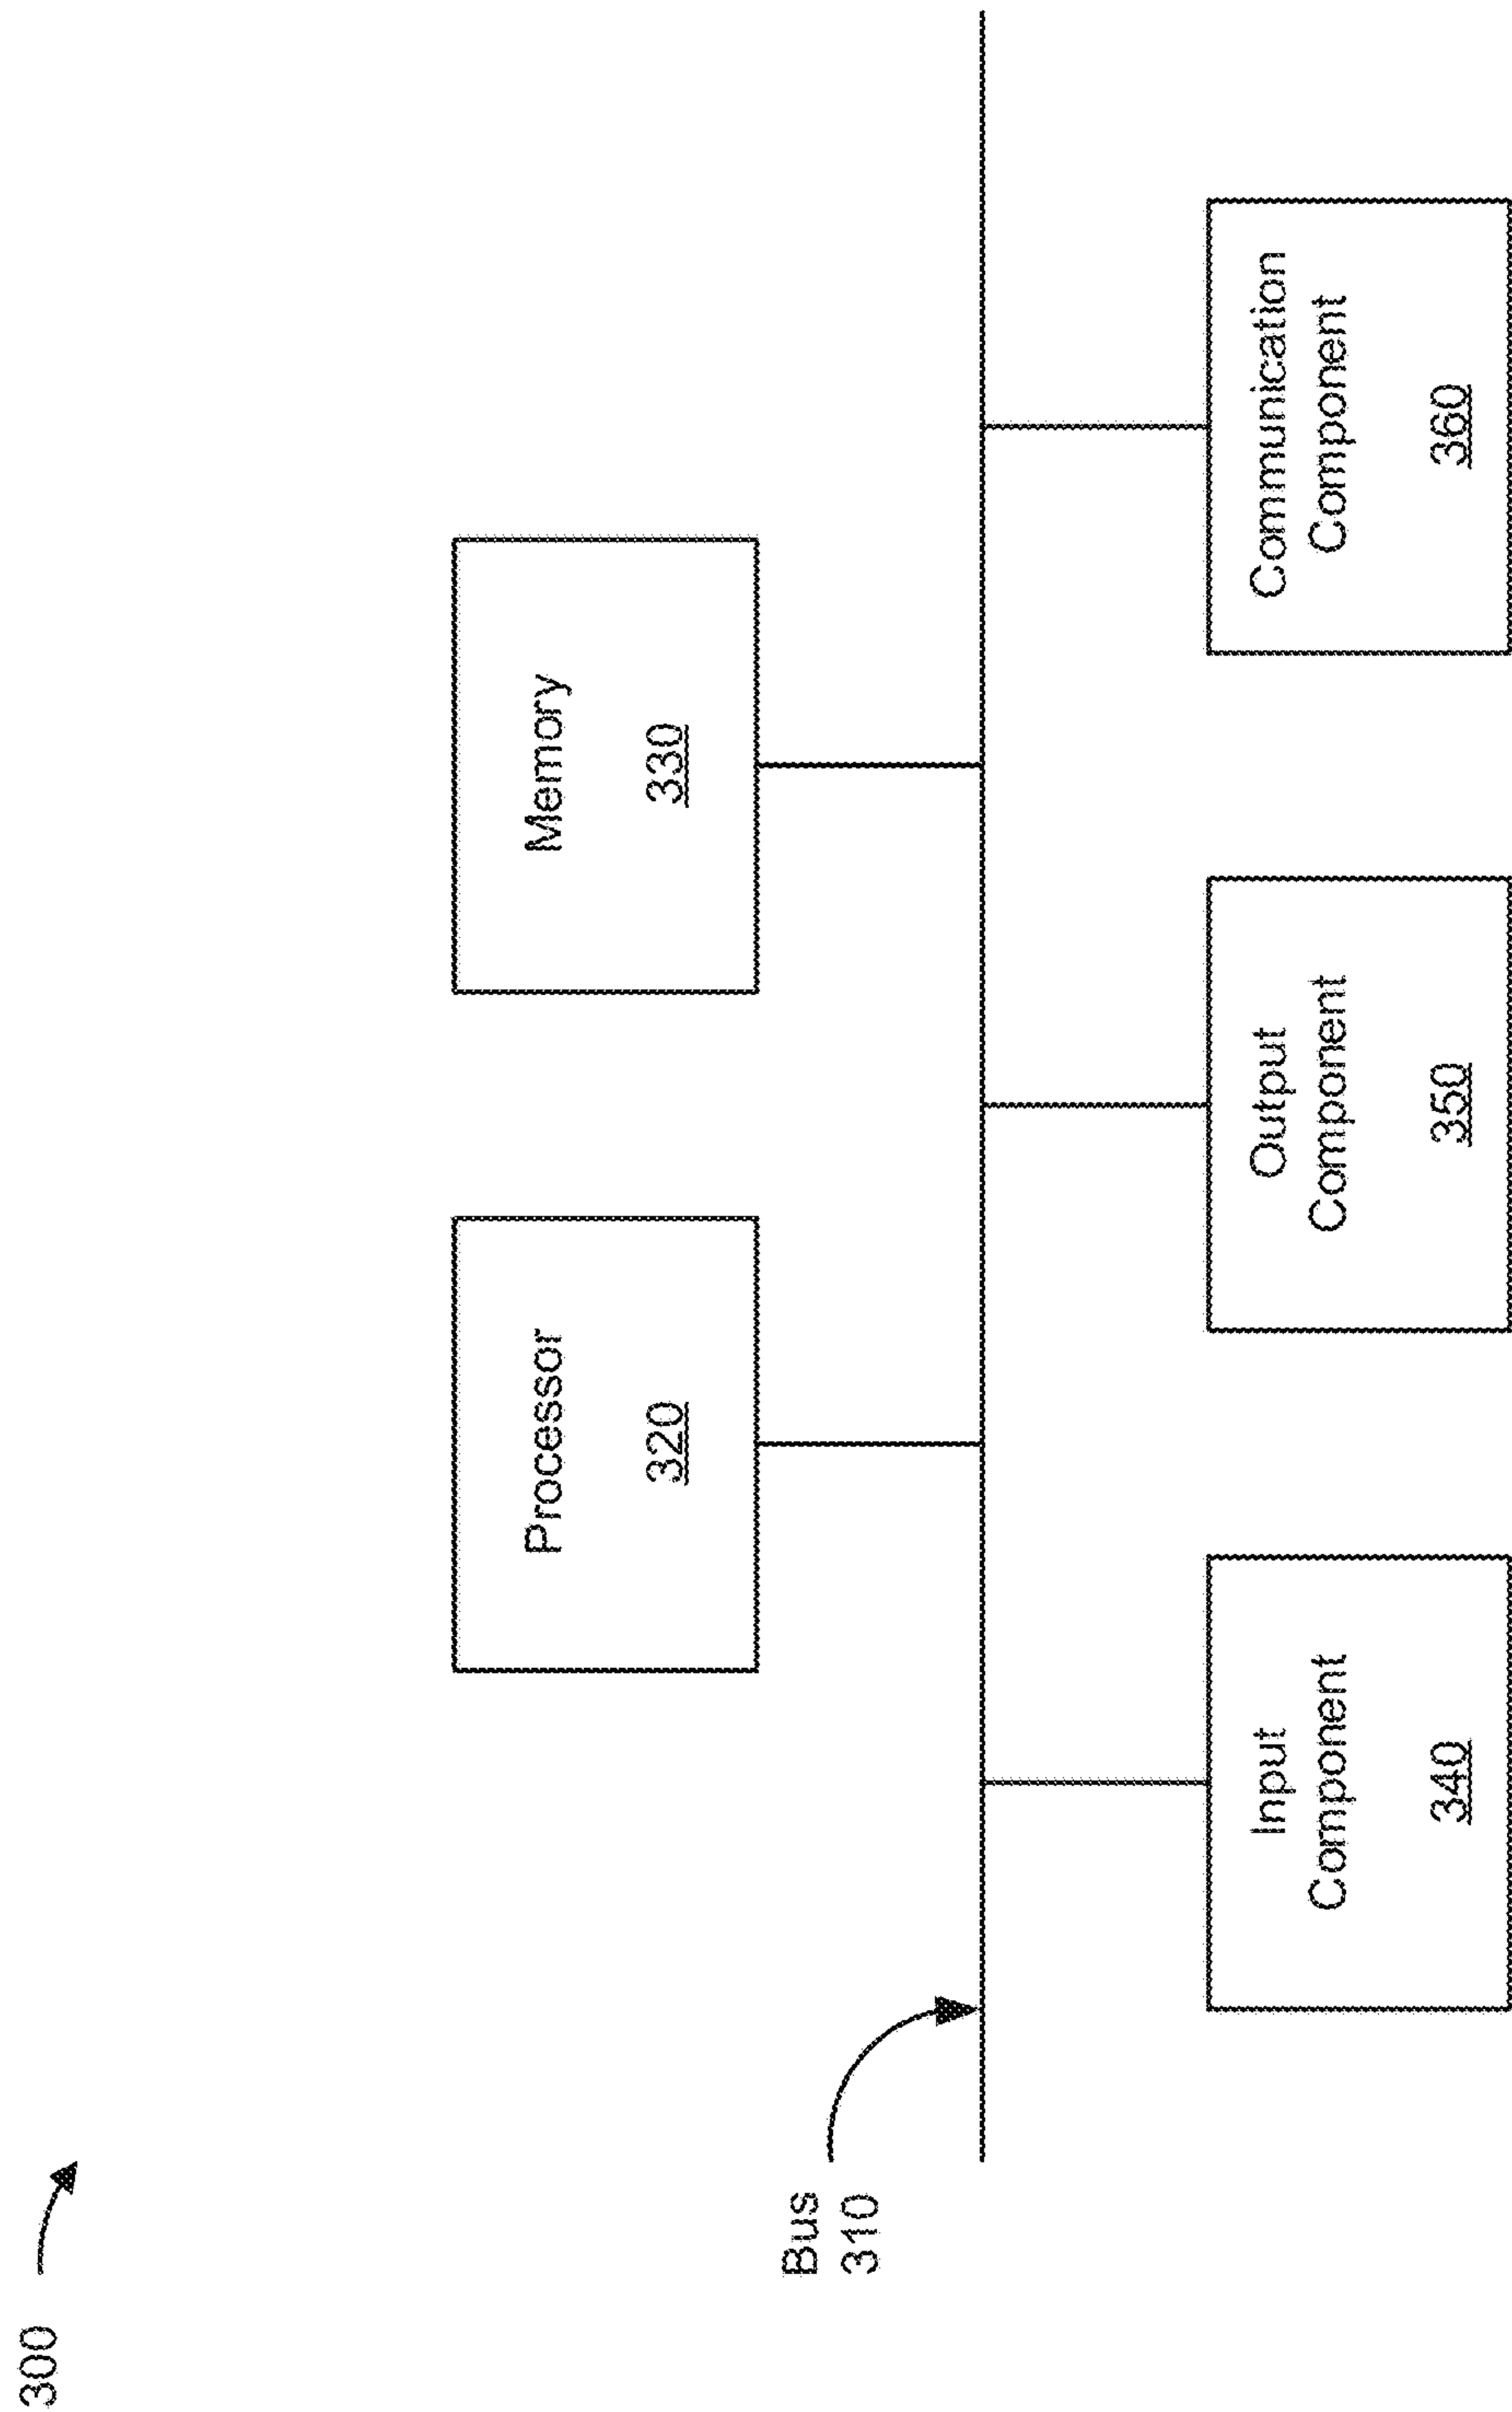 300
Processor
320
Memory
330
Bus
310
Input
Component
340
Output
Component
350
Communication
Component
360